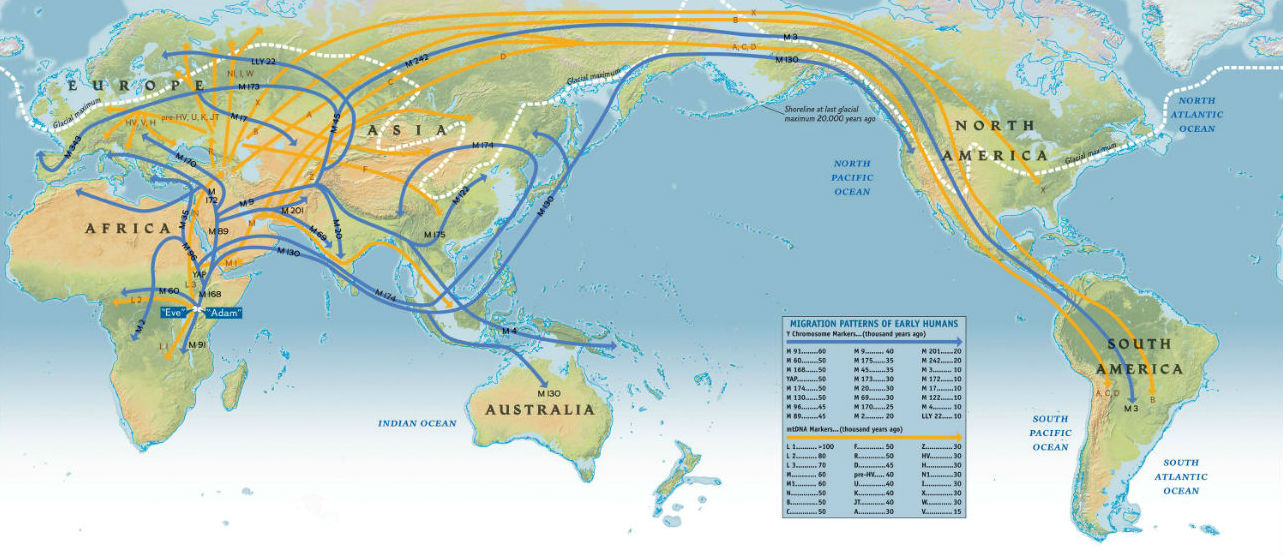 X
B
M 3
A, C, D
M 130
M 242
D
LLY 22
NI, I, W
C
EUROPE
M 173
X
Glacial maximum
Glacial maximum
HV, V, H
pre-HV, U, K, JT
M 17
A
M 45
B
ASIA
M 343
R
M 174
M 170
F
Z
M 122
Shoreline at last glacial
maximum 20,000 years ago
NORTH
AMERICA
Glacial maximum
X
NORTH
ATLANTIC
OCEAN
NORTH
PACIFIC
OCEAN
M
172
M 9
M 201
M 130
AFRICA
M 35
N
M 89
M
M 69
M 20
M 175
M 96
M 130
YAP
M1
L 3
M 60
M 168
M 174
L 2
"Eve"
"Adam"
M 2
L 1
M 91
M 4
M 130
AUSTRALIA
INDIAN OCEAN
MIGRATION PATTERNS OF EARLY HUMANS
Y Chromosome Markers...(thousand years ago)
M 91........60 M 9......... 40 M 201......20
M 60.......50 M 175......35 M 242......20
M 168......50 M 45.......35 M 3......... 10
YAP.........50 M 173......30 M 172......10
M 174......50 M 20.......30 M 17........10
M 130......50 M 69.......30 M 122......10
M 96.......45 M 170......25 M 4......... 10
M 89.......45 M 2......... 20 LLY 22..... 10
mtDNA Markers...(thousand years ago)
L 1..........>100 F...........50 Z...........30
L 2.......... 80 R...........50 HV..........30
L 3.......... 70 D...........45 H...........30
M........... 60 pre-HV..... 40 N1..........30
M1.......... 60 U...........40 I............30
N...........50 K...........40 X...........30
B...........50 JT..........40 W...........30
C...........50 A...........30 V...........15
SOUTH
AMERICA
A, C, D
B
M 3
SOUTH
PACIFIC
OCEAN
SOUTH
ATLANTIC
OCEAN